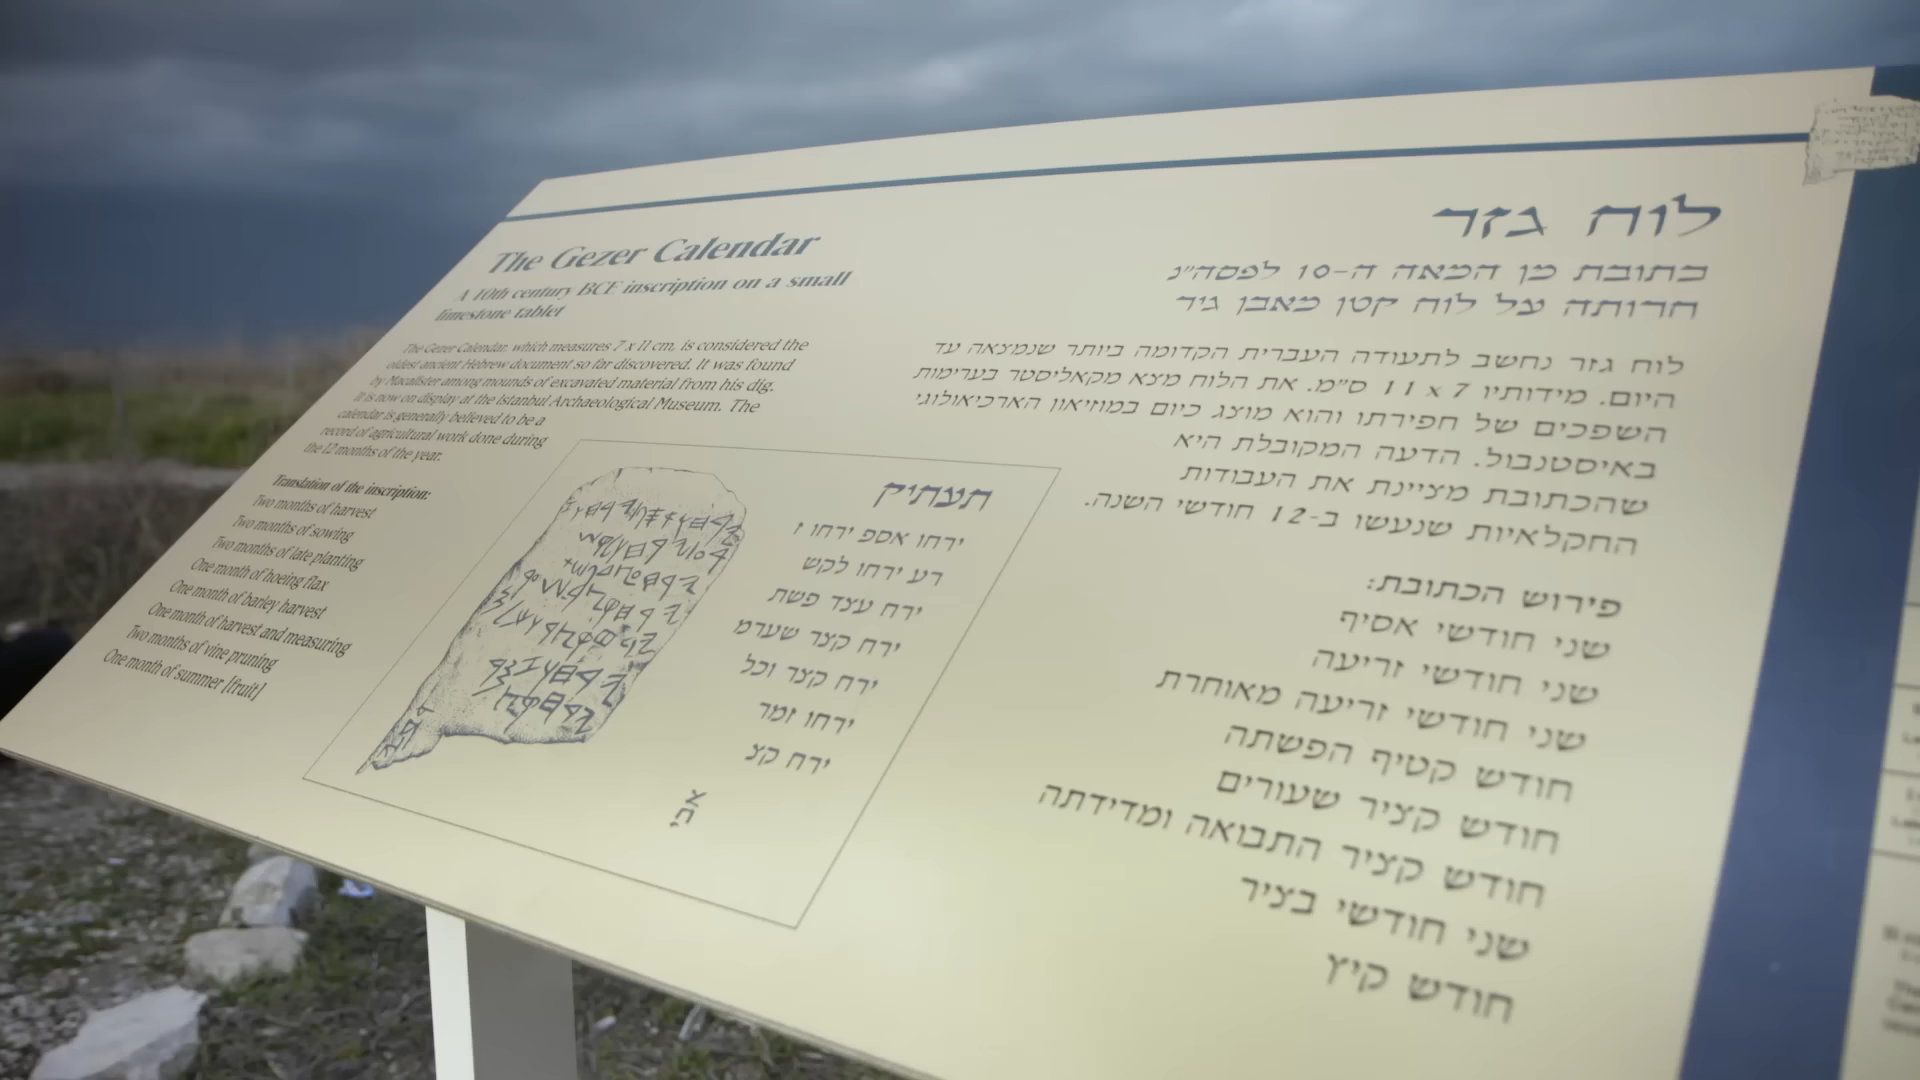 The Gezer Calendar
A 10th century BCE inscription on a small
limestone tablet
The Gezer Calendar, which measures 7 x 11 cm, is considered the
oldest ancient Hebrew document so far discovered. It was found
by Macalister among mounds of excavated material from his dig.
It is now on display at the Istanbul Archaeological Museum. The
calendar is generally believed to be a
record of agricultural work done during
the 12 months of the year.
Translation of the inscription:
Two months of harvest
Two months of sowing
Two months of late planting
One month of hoeing flax
One month of barley harvest
One month of harvest and measuring
Two months of vine pruning
One month of summer [fruit]
תעתיק
ירחו אספ ירחו ז
רע ירחו לקש
ירח עצד פשת
ירח קצר שערמ
ירח קצר וכל
ירחו זמר
ירח קצ
אבי
לוח גזר
כתובת מן המאה ה-10 לפסה"נ
חרותה על לוח קטן מאבן גיר
לוח גזר נחשב לתעודה העברית הקדומה ביותר שנמצאה עד
היום. מידותיו 7 x 11 ס"מ. את הלוח מצא מקאליסטר בערימות
השפכים של חפירתו והוא מוצג כיום במוזיאון הארכיאולוגי
באיסטנבול. הדעה המקובלת היא
שהכתובת מציינת את העבודות
החקלאיות שנעשו ב-12 חודשי השנה.
פירוש הכתובת:
שני חודשי אסיף
שני חודשי זריעה
שני חודשי זריעה מאוחרת
חודש קטיף הפשתה
חודש קציר שעורים
חודש קציר התבואה ומדידתה
שני חודשי בציר
חודש קיץ